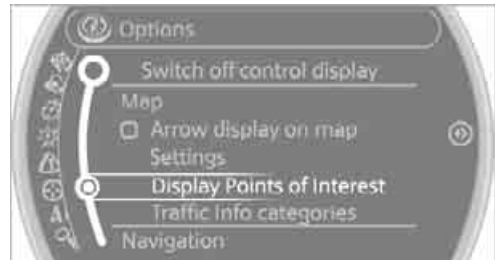 Options
Switch off control display
Map
Arrow display on map
Settings
Display Points of Interest
Traffic Info categories
Navigation